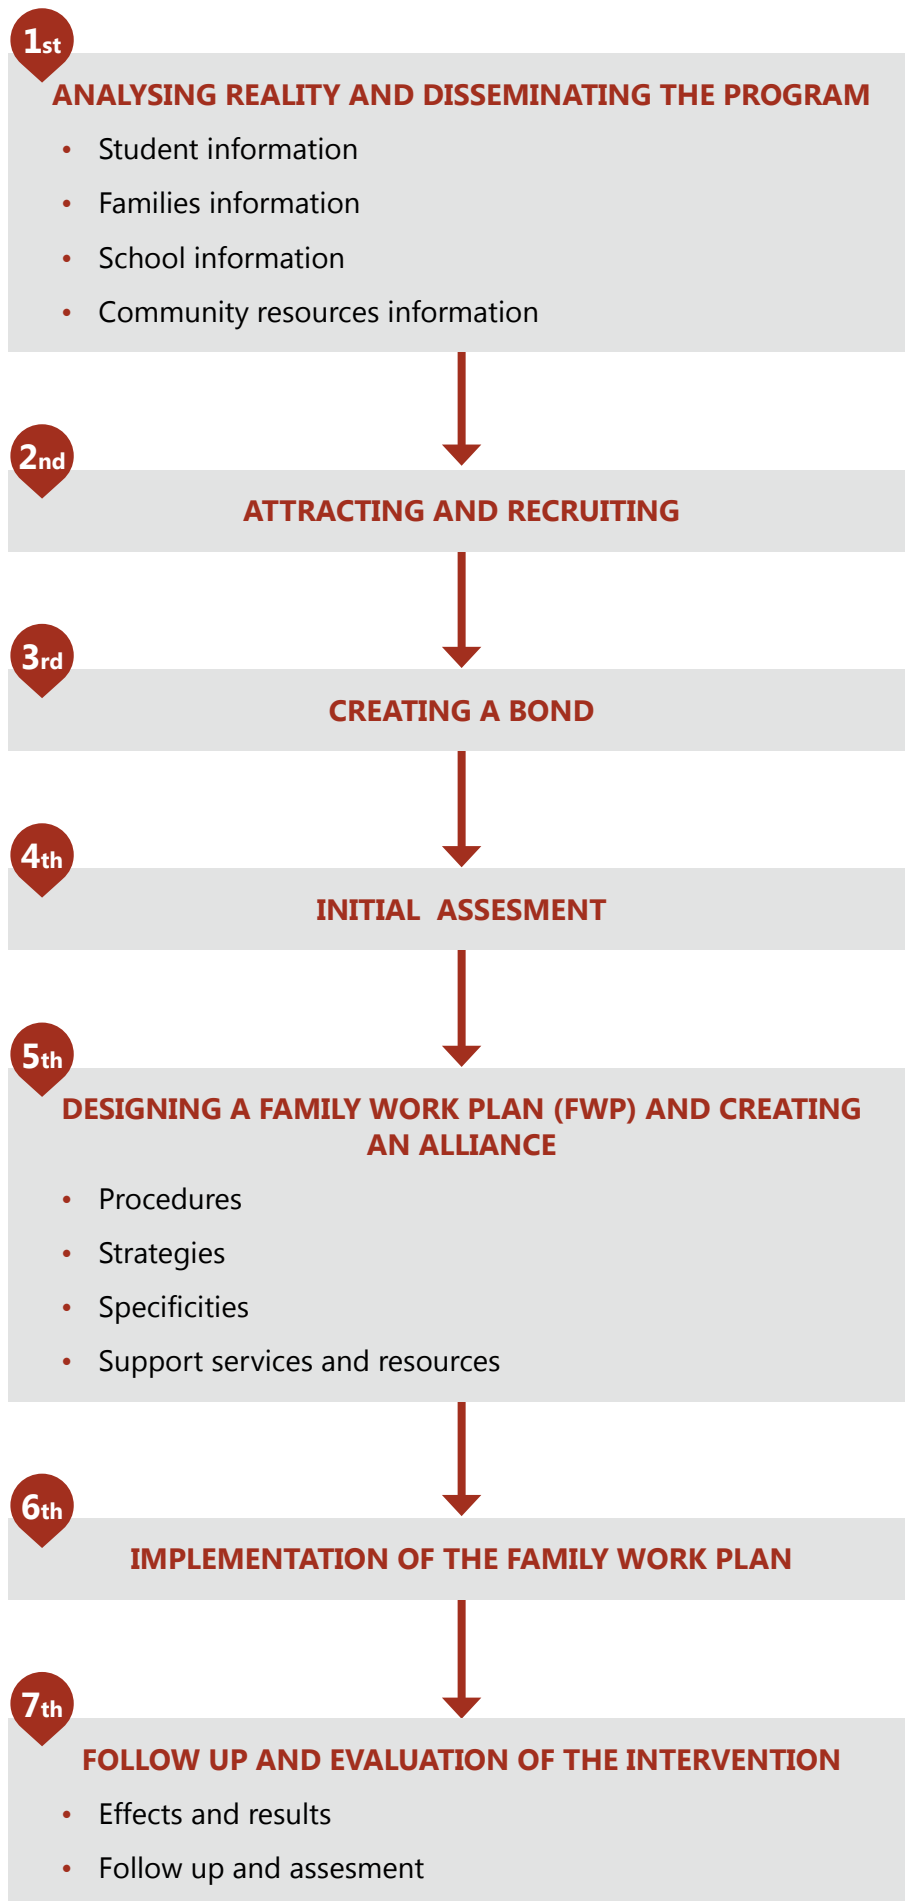 1st
ANALYSING REALITY AND DISSEMINATING THE PROGRAM
• Student information
• Families information
• School information
• Community resources information
2nd
ATTRACTING AND RECRUITING
3rd
CREATING A BOND
4th
INITIAL  ASSESMENT
5th
DESIGNING A FAMILY WORK PLAN (FWP) AND CREATING
AN ALLIANCE
• Procedures
• Strategies
• Specificities
• Support services and resources
6th
IMPLEMENTATION OF THE FAMILY WORK PLAN
7th
FOLLOW UP AND EVALUATION OF THE INTERVENTION
• Effects and results
• Follow up and assesment